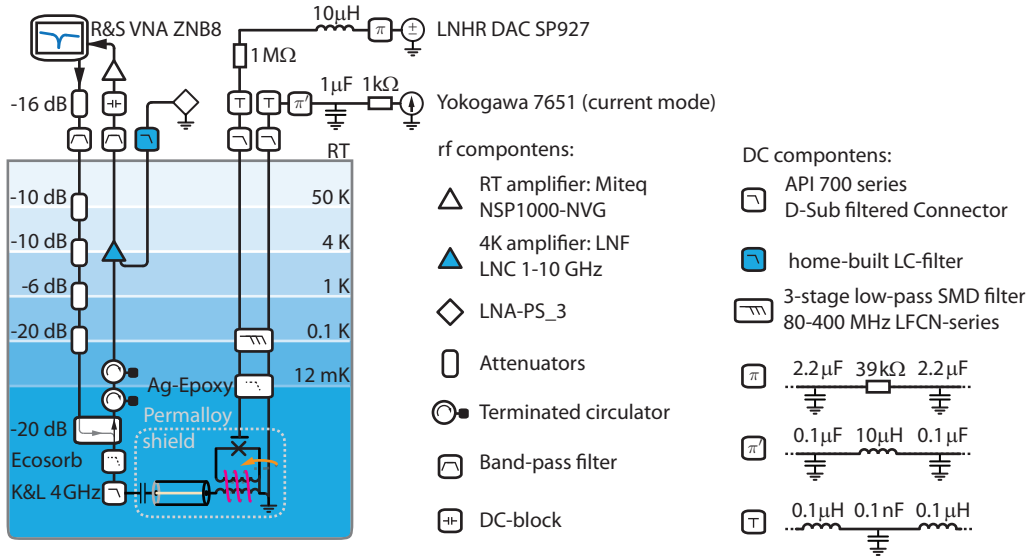 10μH
R&S VNA ZNB8
π
±
LNHR DAC SP927
1MΩ
-16 dB
1μF 1kΩ
T T π′
Yokogawa 7651 (current mode)
RT
-10 dB 50 K
-10 dB 4 K
-6 dB 1 K
-20 dB 0.1 K
12 mK
Ag-Epoxy
Permalloy
shield
-20 dB
Ecosorb
K&L 4GHz
rf compontens:
RT amplifier: Miteq
NSP1000-NVG
4K amplifier: LNF
LNC 1-10 GHz
LNA-PS_3
Attenuators
Terminated circulator
Band-pass filter
DC-block
DC compontens:
API 700 series
D-Sub filtered Connector
home-built LC-filter
3-stage low-pass SMD filter
80-400 MHz LFCN-series
2.2μF 39kΩ 2.2μF
π
0.1μF 10μH 0.1μF
π′
0.1μH 0.1nF 0.1μH
T